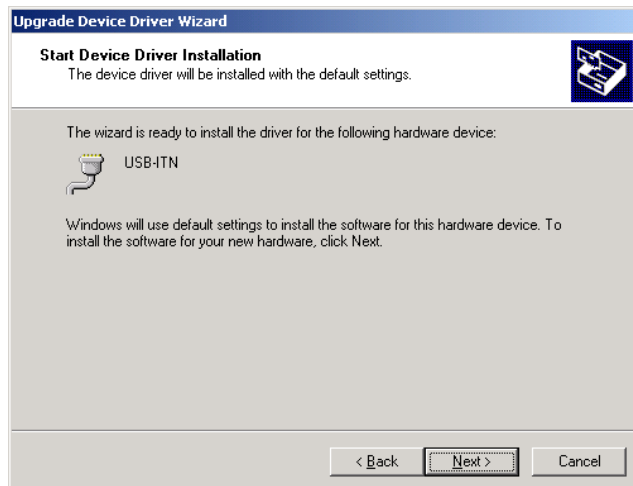 Upgrade Device Driver Wizard
Start Device Driver Installation
The device driver will be installed with the default settings.
The wizard is ready to install the driver for the following hardware device:
USB-ITN
Windows will use default settings to install the software for this hardware device. To
install the software for your new hardware, click Next.
< Back Next > Cancel